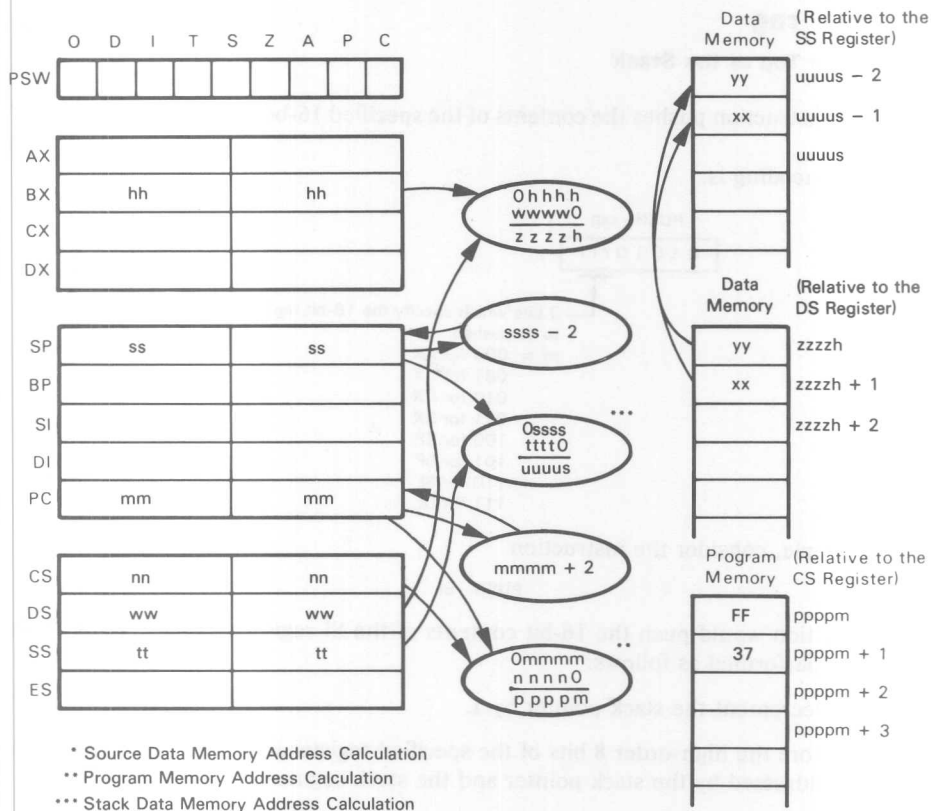 O D I T S Z A P C
PSW
AX
BX hh hh
CX
DX
SP ss ss
BP
SI
DI
PC mm mm
CS nn nn
DS ww ww
SS tt tt
ES
0hhhh
wwww0
zzzzh
ssss - 2
•••
0ssss
tttt0
uuuus
mmmm + 2
••
0mmmm
nnnn0
ppppm
Data
Memory
(Relative to the
SS Register)
yy uuuus - 2
xx uuuus - 1
uuuus
Data
Memory
(Relative to the
DS Register)
yy zzzzh
xx zzzzh + 1
zzzzh + 2
Program
Memory
(Relative to the
CS Register)
FF ppppm
37 ppppm + 1
ppppm + 2
ppppm + 3
• Source Data Memory Address Calculation
•• Program Memory Address Calculation
••• Stack Data Memory Address Calculation